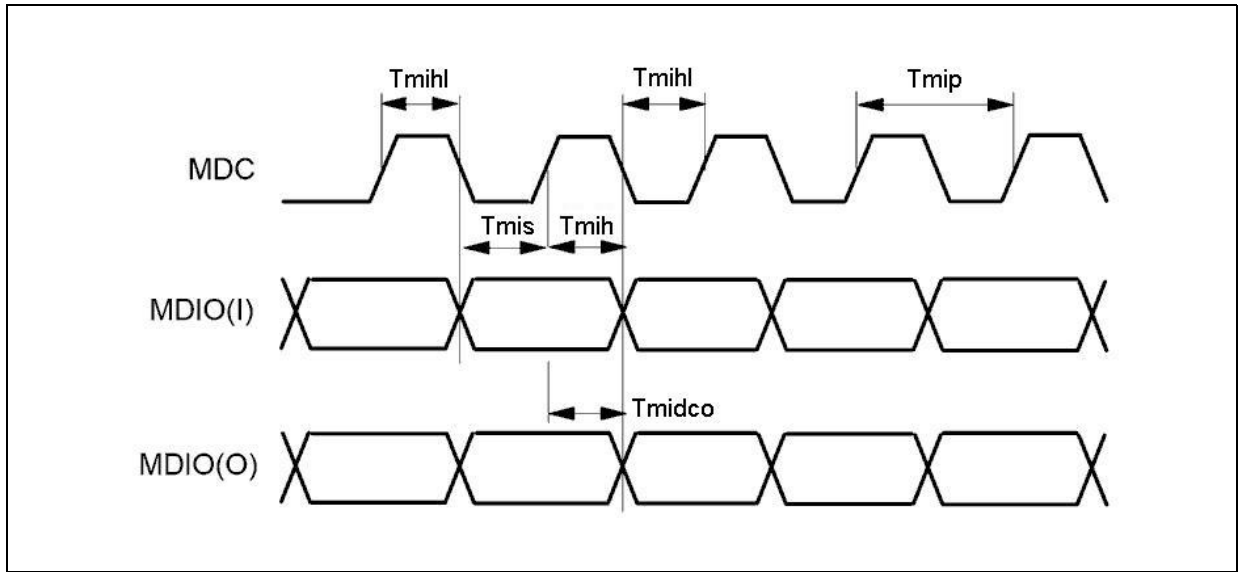 Tmihl
Tmihl
Tmip
MDC
Tmis
Tmih
MDIO(I)
Tmidco
MDIO(O)